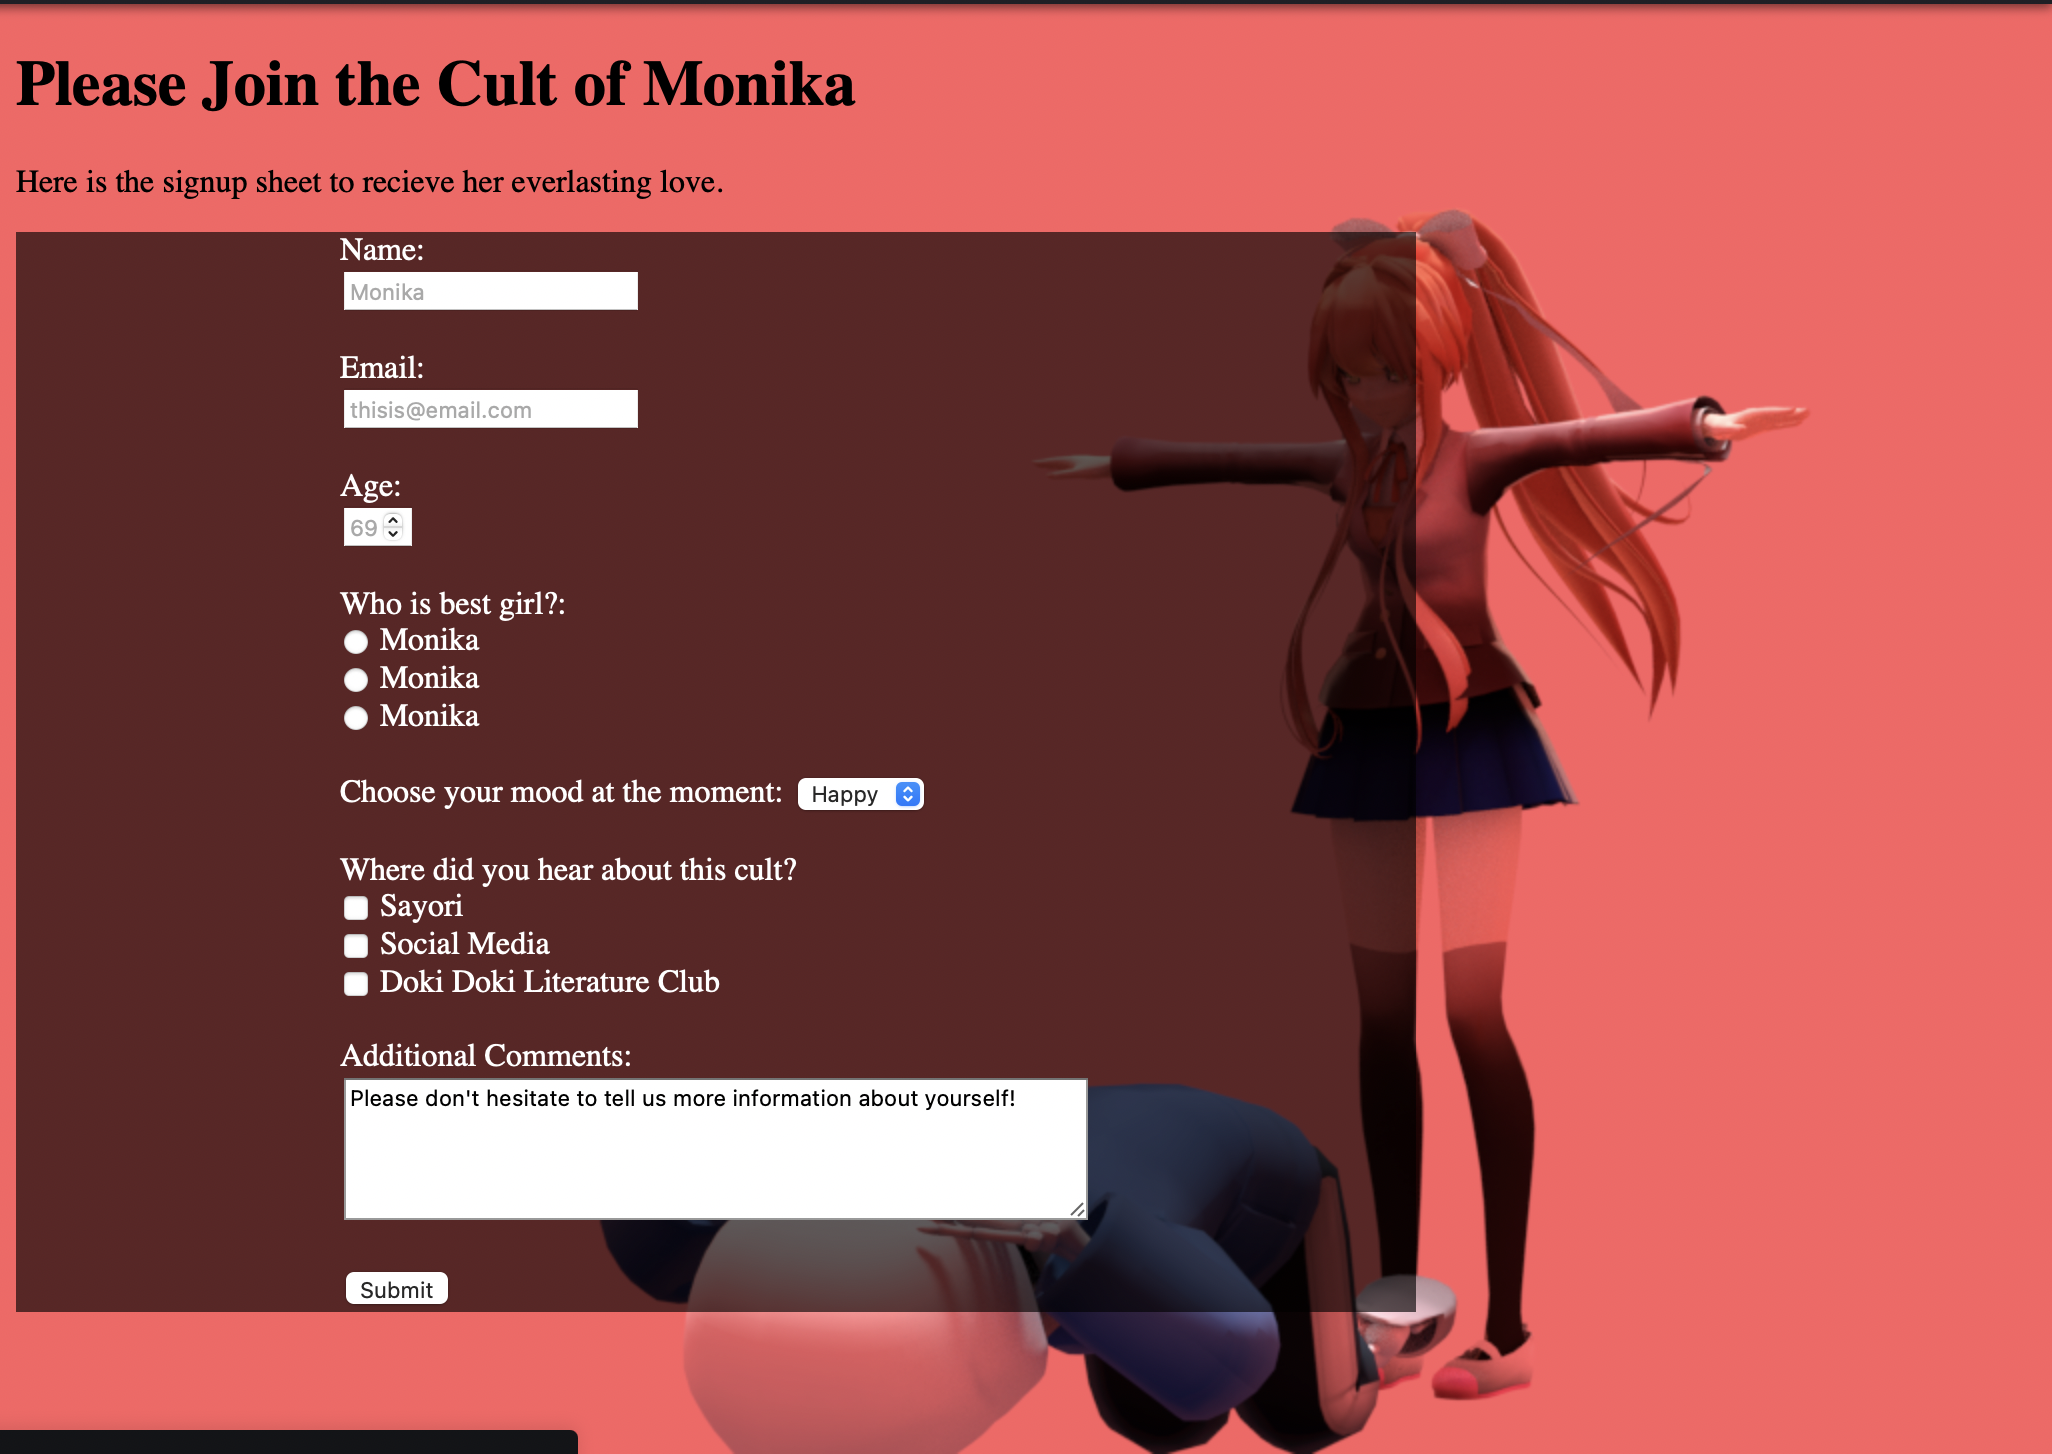 Please Join the Cult of Monika
Here is the signup sheet to recieve her everlasting love.
Name:
Monika
Email:
thisis@email.com
Age:
69
Who is best girl?:
Monika
Monika
Monika
Choose your mood at the moment: Happy
Where did you hear about this cult?
Sayori
Social Media
Doki Doki Literature Club
Additional Comments:
Please don't hesitate to tell us more information about yourself!
Submit